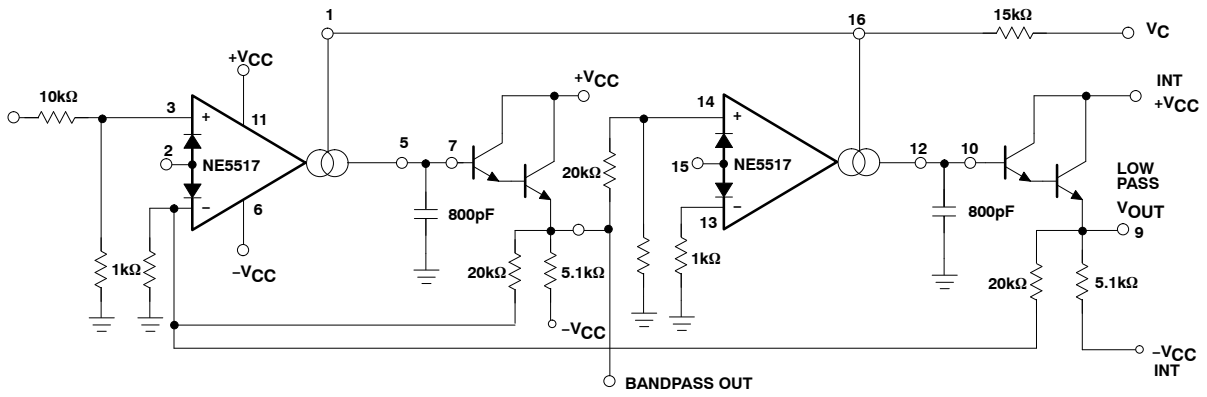 1
16
15kΩ
VC
+VCC
10kΩ
3
+
11
2
NE5517
−
6
−VCC
1kΩ
5
7
800pF
+VCC
20kΩ
20kΩ
5.1kΩ
−VCC
BANDPASS OUT
14
+
15
NE5517
−
13
1kΩ
12
10
800pF
INT
+VCC
LOW
PASS
VOUT
9
20kΩ
5.1kΩ
−VCC
INT